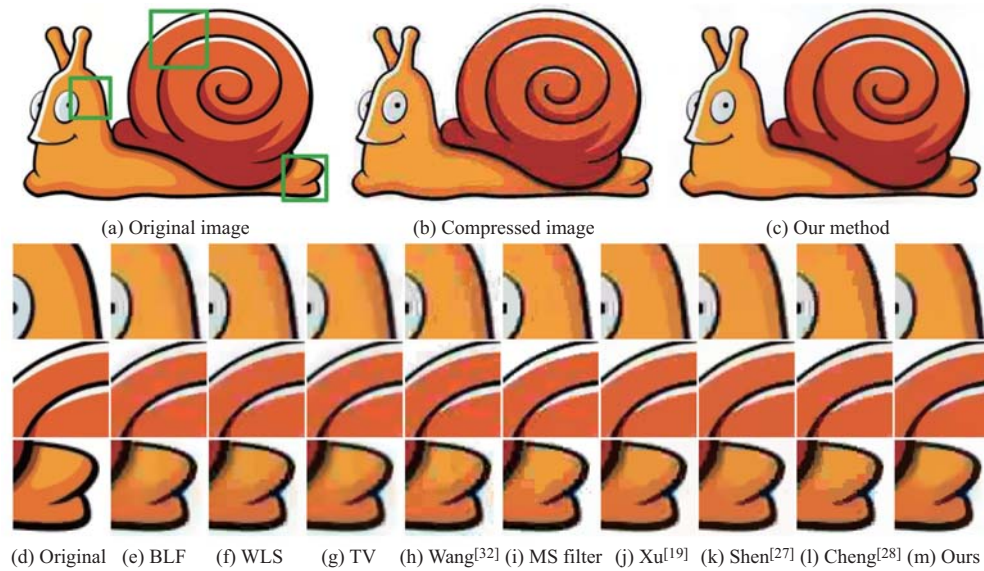 (a) Original image (b) Compressed image (c) Our method
(d) Original (e) BLF (f) WLS (g) TV (h) Wang[32] (i) MS filter (j) Xu[19] (k) Shen[27] (l) Cheng[28] (m) Ours